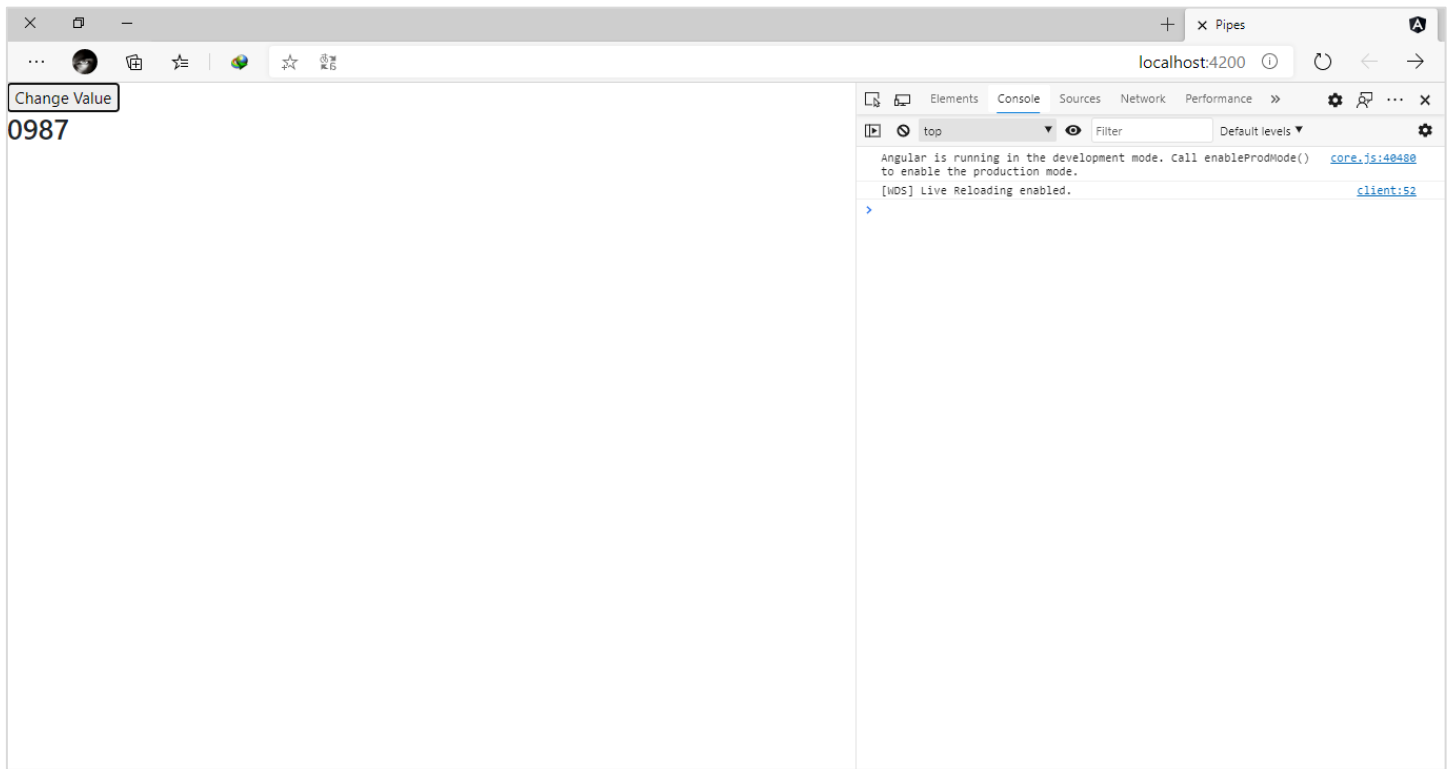 Pipes
localhost:4200
Change Value
0987
Elements Console Sources Network Performance »
top Filter Default levels
Angular is running in the development mode. Call enableProdMode() core.js:40480
to enable the production mode.
[WDS] Live Reloading enabled. client:52